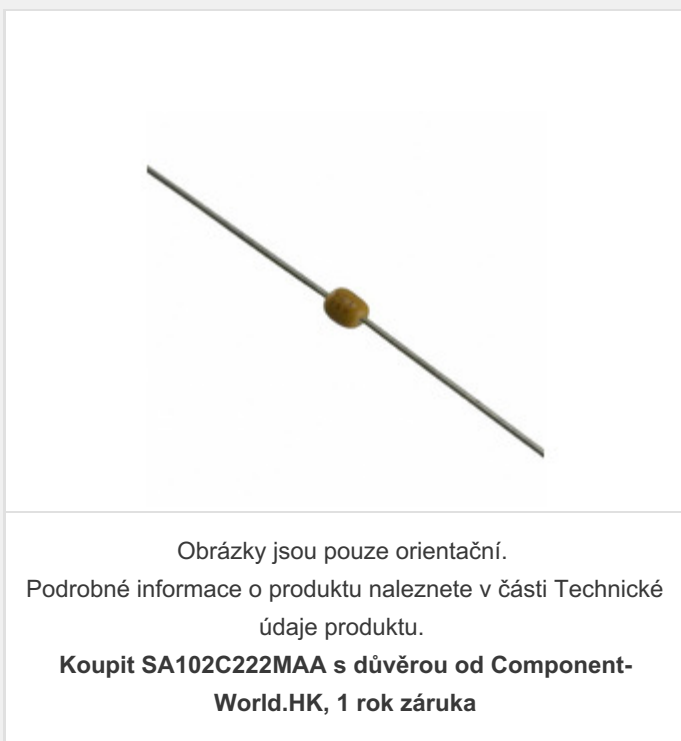 Obrázky jsou pouze orientační.
Podrobné informace o produktu naleznete v části Technické
údaje produktu.
Koupit SA102C222MAA s důvěrou od Component-
World.HK, 1 rok záruka